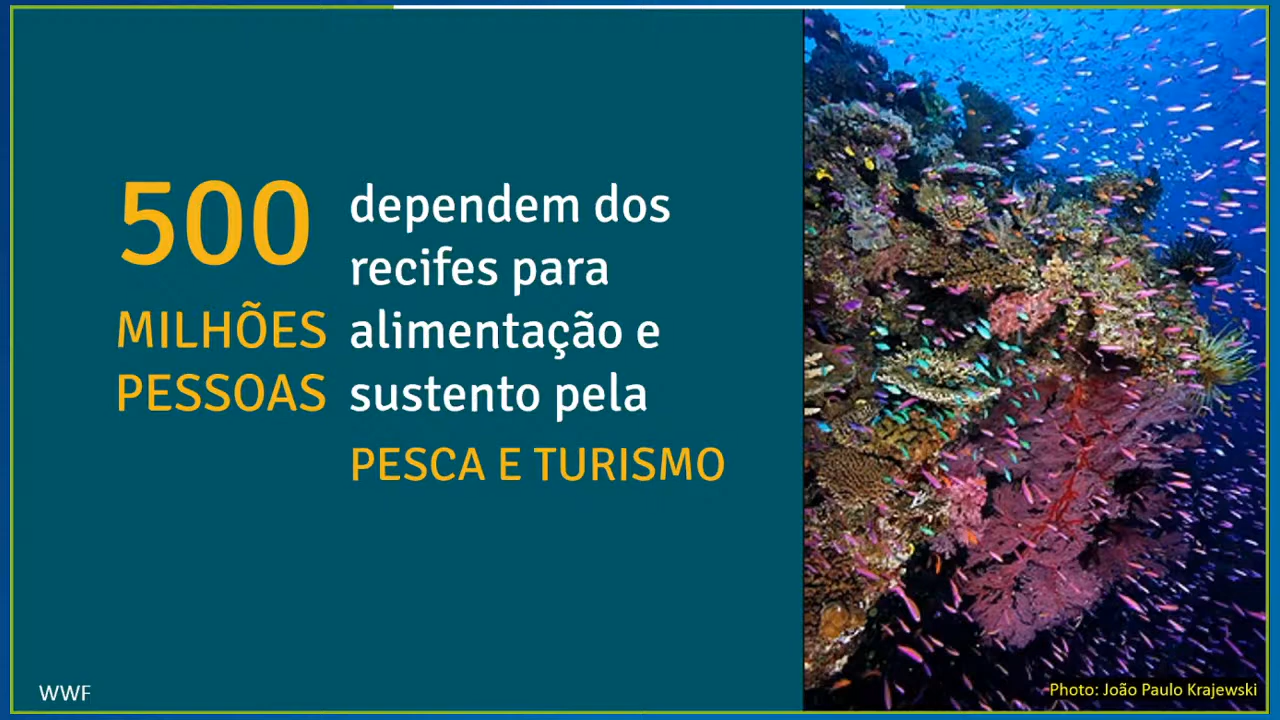 500
MILHÕES
PESSOAS
dependem dos
recifes para
alimentação e
sustento pela
PESCA E TURISMO
WWF
Photo: João Paulo Krajewski